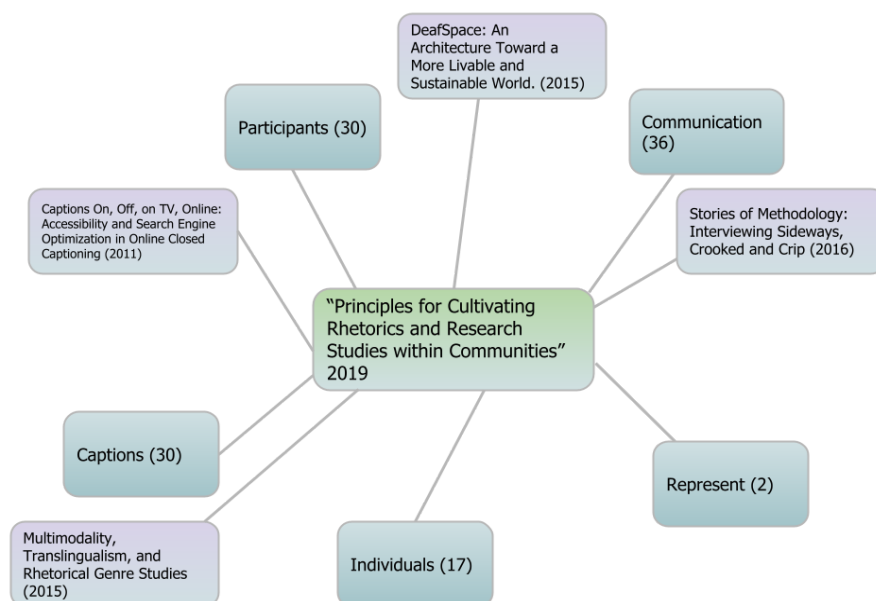 DeafSpace: An
Architecture Toward a
More Livable and
Sustainable World. (2015)
Participants (30)
Communication
(36)
Captions On, Off, on TV, Online:
Accessibility and Search Engine
Optimization in Online Closed
Captioning (2011)
Stories of Methodology:
Interviewing Sideways,
Crooked and Crip (2016)
“Principles for Cultivating
Rhetorics and Research
Studies within Communities”
2019
Captions (30)
Represent (2)
Multimodality,
Translingualism, and
Rhetorical Genre Studies
(2015)
Individuals (17)